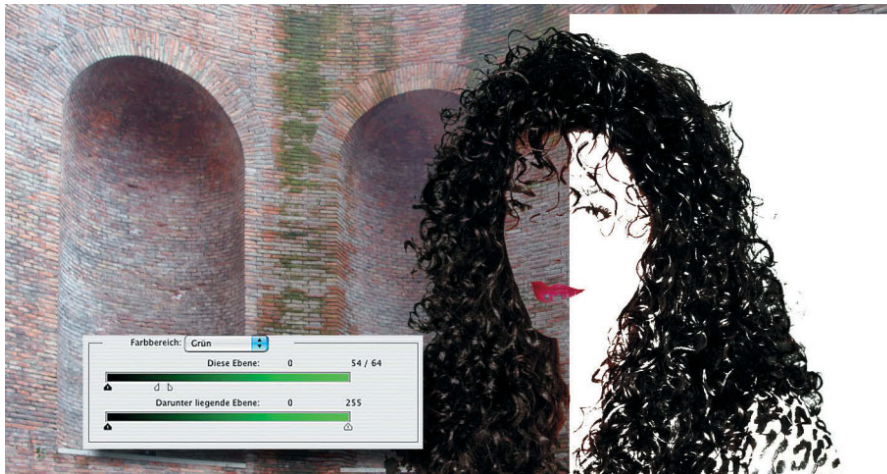 Farbbereich: Grün
Diese Ebene: 0 54 / 64
Darunter liegende Ebene: 0 255